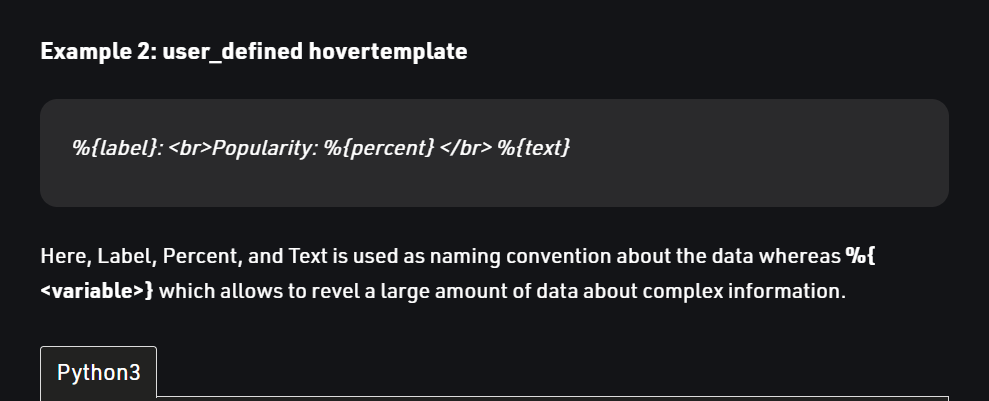 Example 2: user_defined hovertemplate
%{label}: <br>Popularity: %{percent} </br> %{text}
Here, Label, Percent, and Text is used as naming convention about the data whereas %{
<variable>} which allows to revel a large amount of data about complex information.
Python3